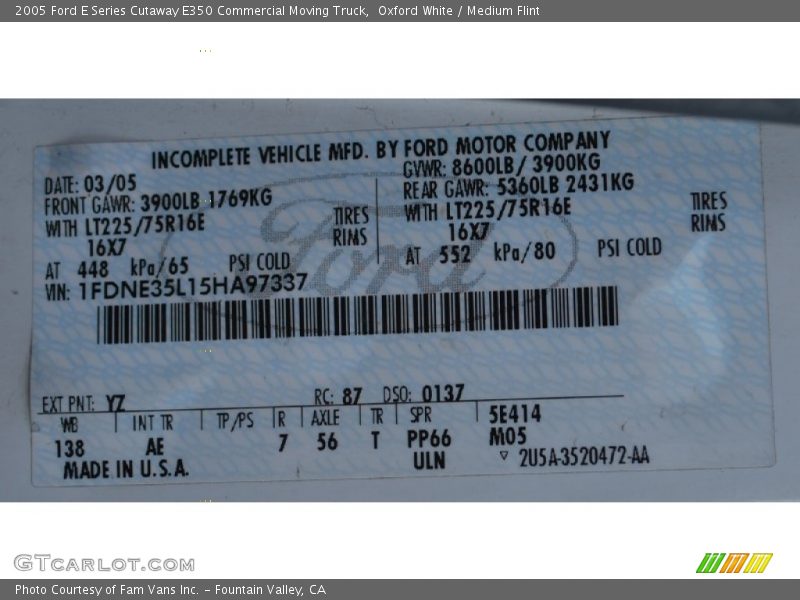 2005 Ford E Series Cutaway E350 Commercial Moving Truck,  Oxford White / Medium Flint
INCOMPLETE VEHICLE MFD. BY FORD MOTOR COMPANY
DATE: 03/05 GVWR: 8600LB / 3900KG
FRONT GAWR: 3900LB 1769KG REAR GAWR: 5360LB 2431KG
WITH LT225/75R16E TIRES WITH LT225/75R16E TIRES
16X7 RIMS 16X7 RIMS
AT 448 kPa/65 PSI COLD AT 552 kPa/80 PSI COLD
VIN: 1FDNE35L15HA97337
Ford
EXT PNT: YZ RC: 87 DSO: 0137
WB INT TR TP/PS R AXLE TR SPR 5E414
138 AE 7 56 T PP66 M05
MADE IN U.S.A. ULN ▽ 2U5A-3520472-AA
GTCARLOT.COM
Photo Courtesy of Fam Vans Inc. - Fountain Valley, CA